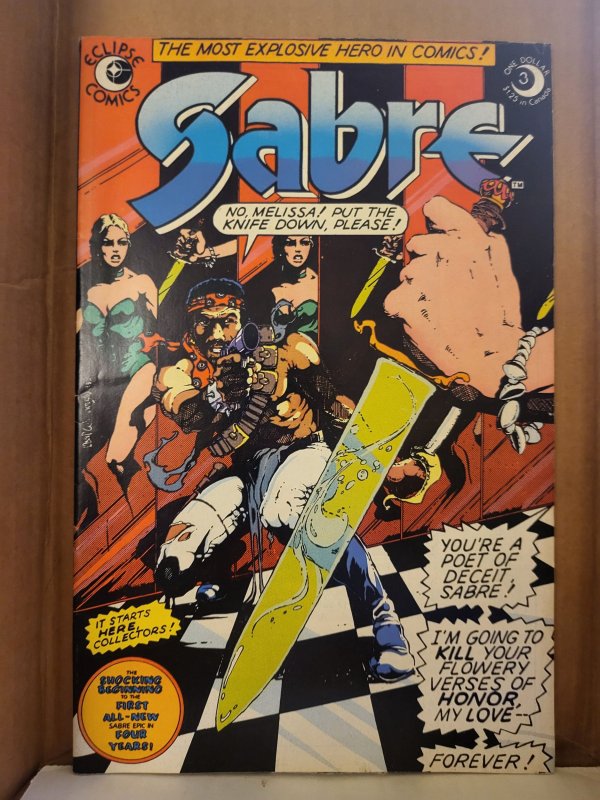 THE MOST EXPLOSIVE HERO IN COMICS!
ECLIPSE
COMICS
ONE DOLLAR
3
$1.25 in Canada
Sabre
TM
NO, MELISSA! PUT THE
KNIFE DOWN, PLEASE!
YOU'RE A
POET OF
DECEIT,
SABRE!
IT STARTS
HERE,
COLLECTORS!
I'M GOING TO
KILL YOUR
FLOWERY
VERSES OF
HONOR,
MY LOVE--
THE
SHOCKING
BEGINNING
TO THE
FIRST
ALL-NEW
SABRE EPIC IN
FOUR
YEARS!
FOREVER!